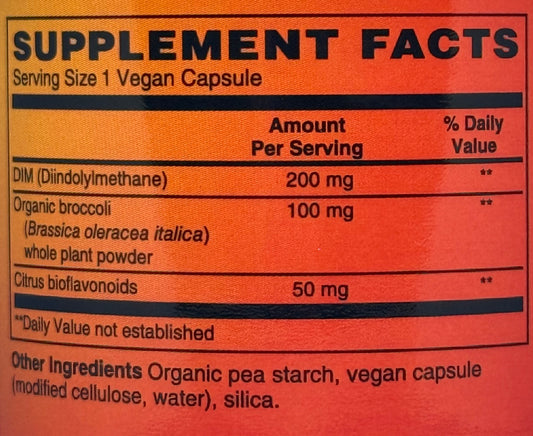 SUPPLEMENT FACTS
Serving Size 1 Vegan Capsule
Amount Per Serving % Daily Value
DIM (Diindolylmethane) 200 mg **
Organic broccoli 100 mg **
(Brassica oleracea italica)
whole plant powder
Citrus bioflavonoids 50 mg **
**Daily Value not established
Other Ingredients Organic pea starch, vegan capsule
(modified cellulose, water), silica.